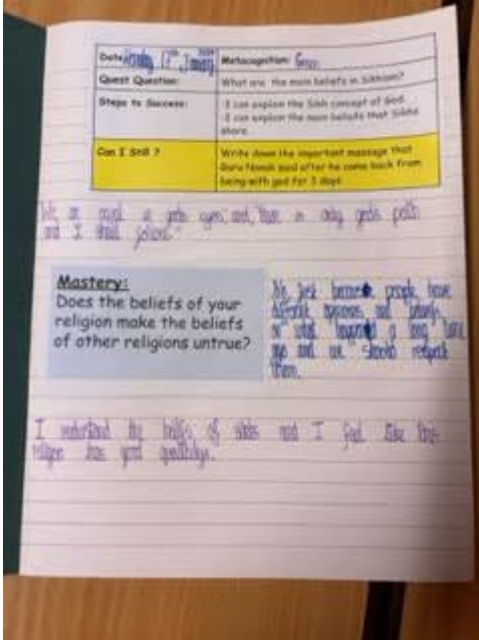 Date: January 2024 Metacognition:
Quest Question: What are the main beliefs in Sikhism?
Steps to Success: -I can explain the Sikh concept of God.
-I can explain the main beliefs that Sikhs
share.
Can I Still ? Write down the important message that
Guru Nanak said after he came back from
being with god for 3 days
We are equal in gods eyes, and, there is only gods path
and I shall follow."
Mastery:
Does the beliefs of your
religion make the beliefs
of other religions untrue?
No just because people have
different opinions and beliefs
on what happened a long time
ago and we should respect
them.
I understand the beliefs of sikhs and I feel like this
religion has good